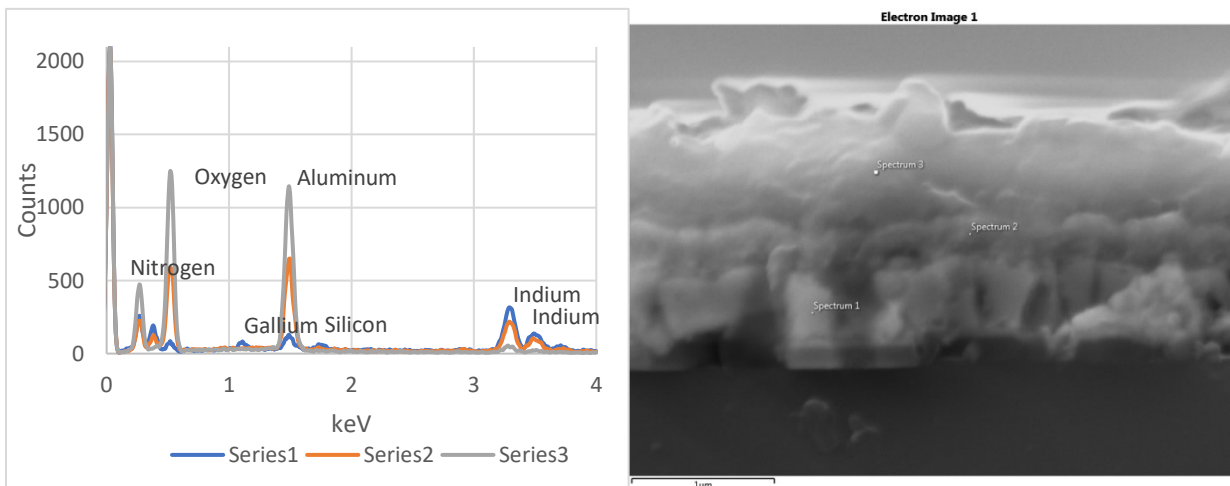 2000
1500
1000
500
0
Counts
Oxygen
Aluminum
Nitrogen
Gallium
Silicon
Indium
Indium
0 1 2 3 4
keV
Series1 Series2 Series3
Electron Image 1
Spectrum 3
Spectrum 2
Spectrum 1
1µm